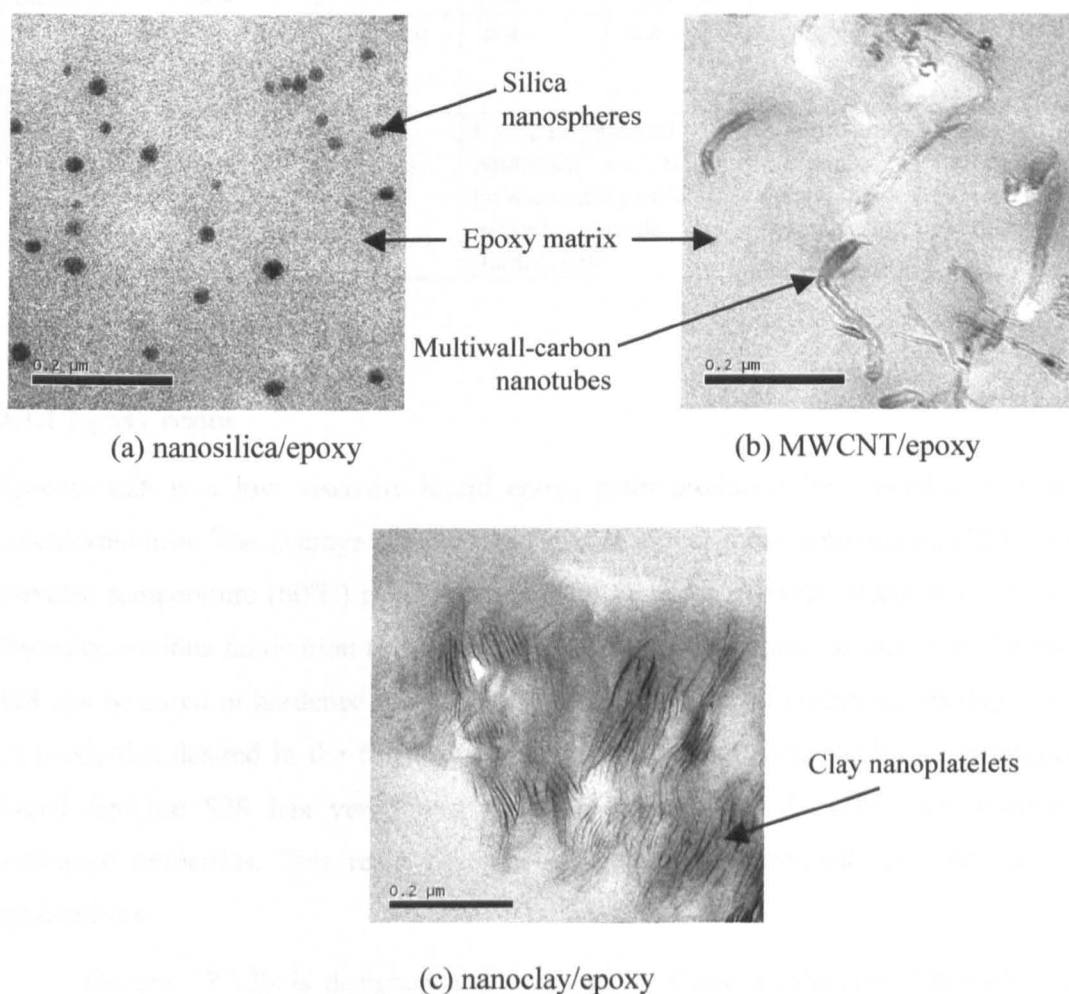 Silica
nanospheres
Epoxy matrix
Multiwall-carbon
nanotubes
0.2 µm
0.2 µm
(a) nanosilica/epoxy
(b) MWCNT/epoxy
Clay nanoplatelets
0.2 µm
(c) nanoclay/epoxy